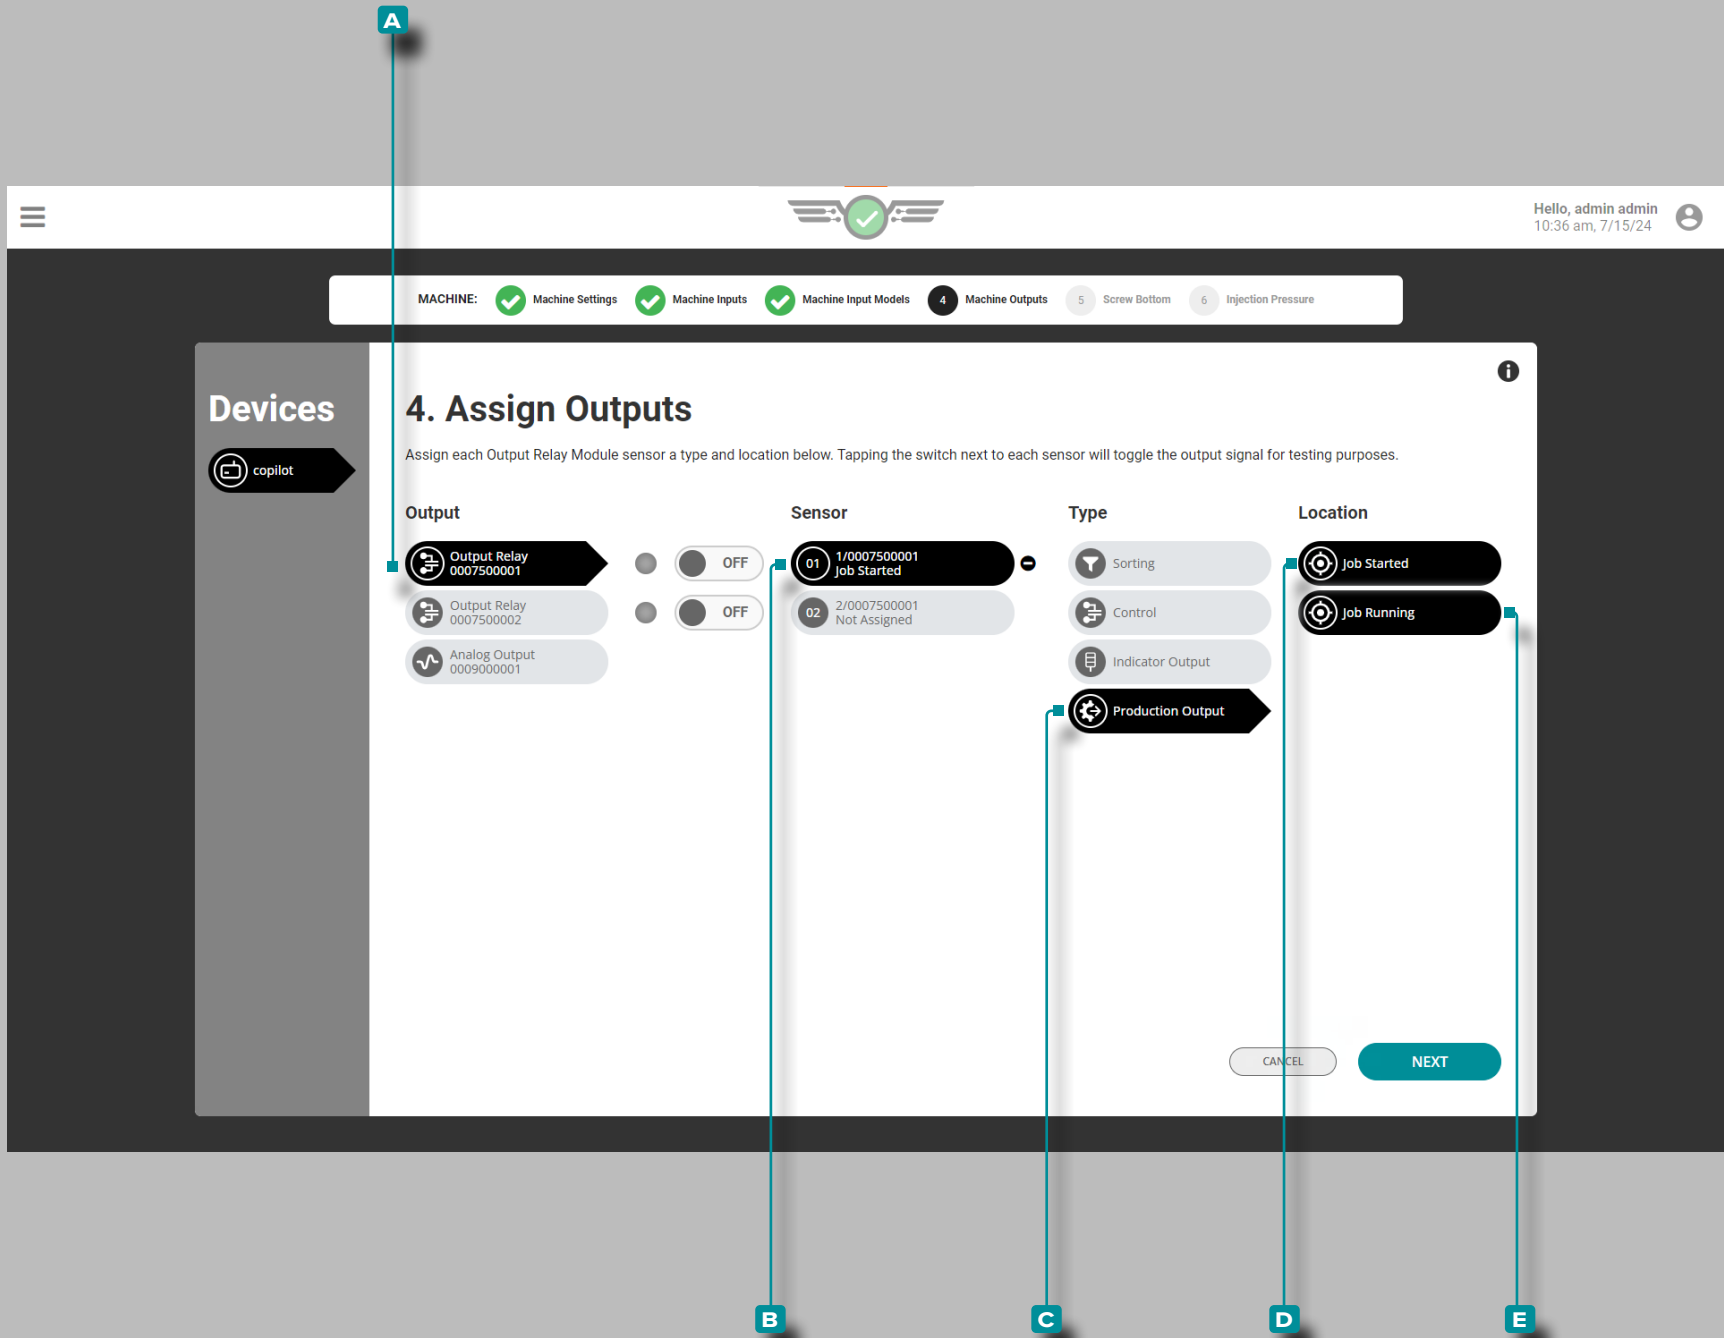 A
Hello, admin admin
10:36 am, 7/15/24
MACHINE: Machine Settings Machine Inputs Machine Input Models 4 Machine Outputs 5 Screw Bottom 6 Injection Pressure
Devices
copilot
4. Assign Outputs
Assign each Output Relay Module sensor a type and location below. Tapping the switch next to each sensor will toggle the output signal for testing purposes.
Output
Output Relay
0007500001
Output Relay
0007500002
Analog Output
0009000001
OFF
OFF
Sensor
01 1/0007500001
Job Started
02 2/0007500001
Not Assigned
Type
Sorting
Control
Indicator Output
Production Output
Location
Job Started
Job Running
CANCEL
NEXT
B
C
D
E